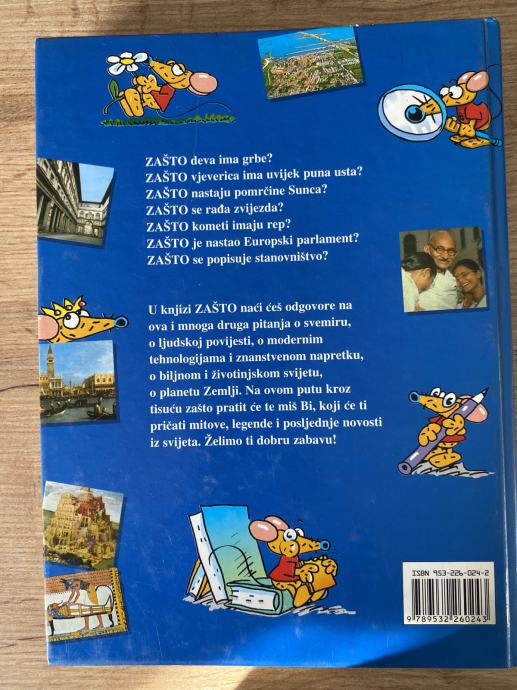 ZAŠTO deva ima grbe?
ZAŠTO vjeverica ima uvijek puna usta?
ZAŠTO nastaju pomrčine Sunca?
ZAŠTO se rađa zvijezda?
ZAŠTO kometi imaju rep?
ZAŠTO je nastao Europski parlament?
ZAŠTO se popisuje stanovništvo?
U knjizi ZAŠTO naći ćeš odgovore na
ova i mnoga druga pitanja o svemiru,
o ljudskoj povijesti, o modernim
tehnologijama i znanstvenom napretku,
o biljnom i životinjskom svijetu,
o planetu Zemlji. Na ovom putu kroz
tisuću zašto pratit će te miš Bi, koji će ti
pričati mitove, legende i posljednje novosti
iz svijeta. Želimo ti dobru zabavu!
ISBN 953-226-024-2
9 789532 260243